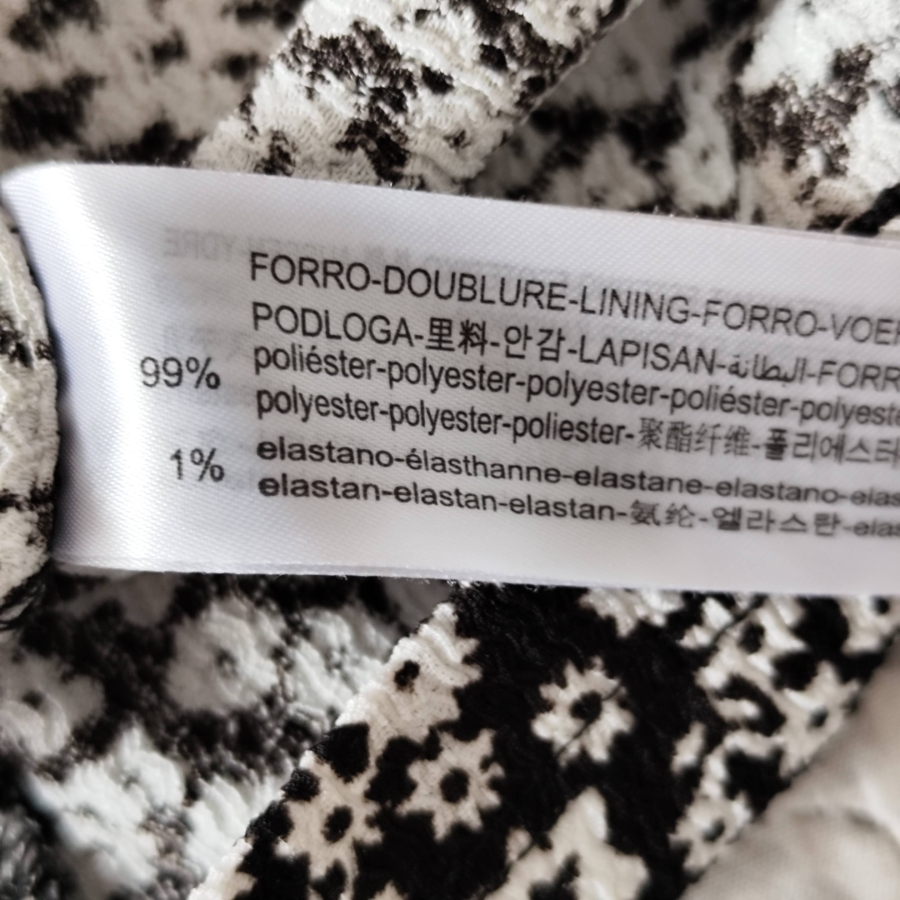 FORRO-DOUBLURE-LINING-FORRO-VOER
PODLOGA-里料-안감-LAPISAN-البطانة-FORR
99% poliéster-polyester-polyester-poliéster-polyeste
polyester-polyester-poliester-聚酯纤维-폴리에스터
1% elastano-élasthanne-elastane-elastano-elas
elastan-elastan-elastan-氨纶-엘라스탄-elas